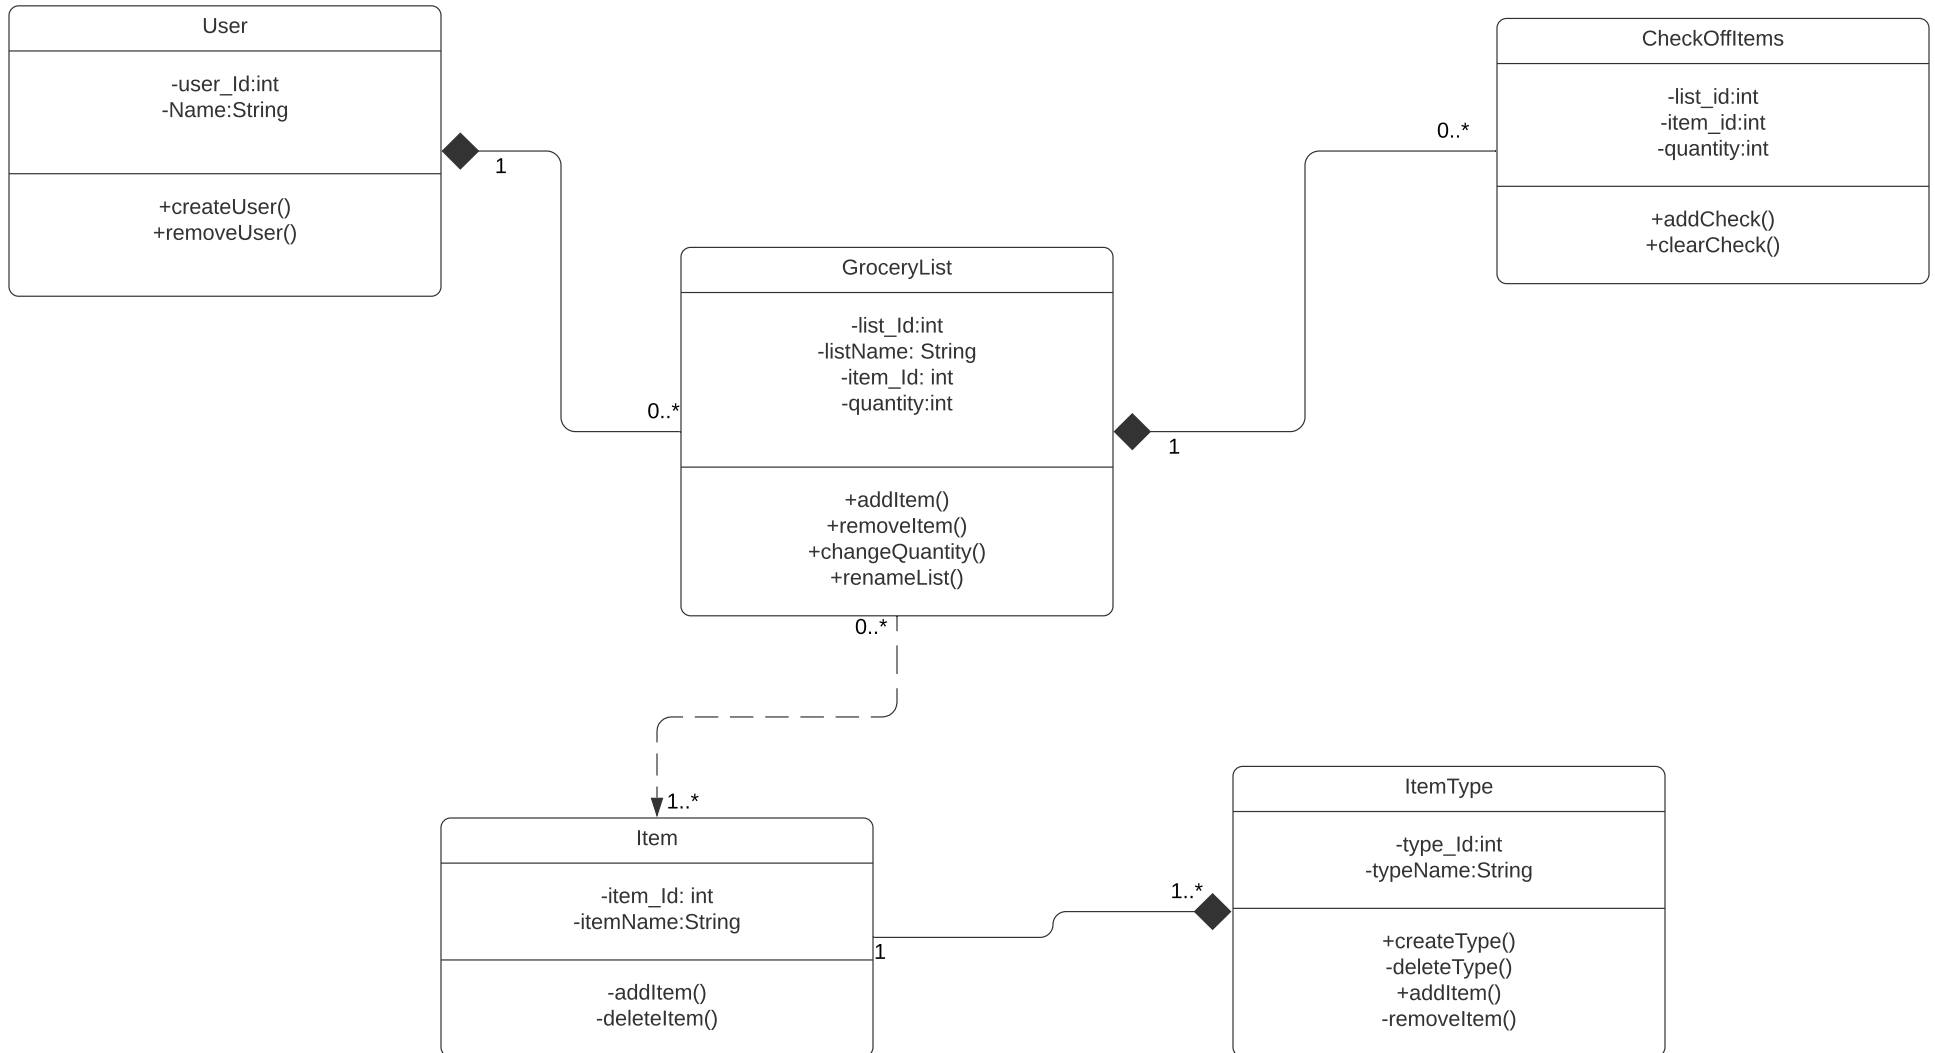 User
-user_Id:int
-Name:String
+createUser()
+removeUser()
1
0..*
CheckOffItems
-list_id:int
-item_id:int
-quantity:int
+addCheck()
+clearCheck()
0..*
1
GroceryList
-list_Id:int
-listName: String
-item_Id: int
-quantity:int
+addItem()
+removeItem()
+changeQuantity()
+renameList()
0..*
1..*
Item
-item_Id: int
-itemName:String
-addItem()
-deleteItem()
1
1..*
ItemType
-type_Id:int
-typeName:String
+createType()
-deleteType()
+addItem()
-removeItem()